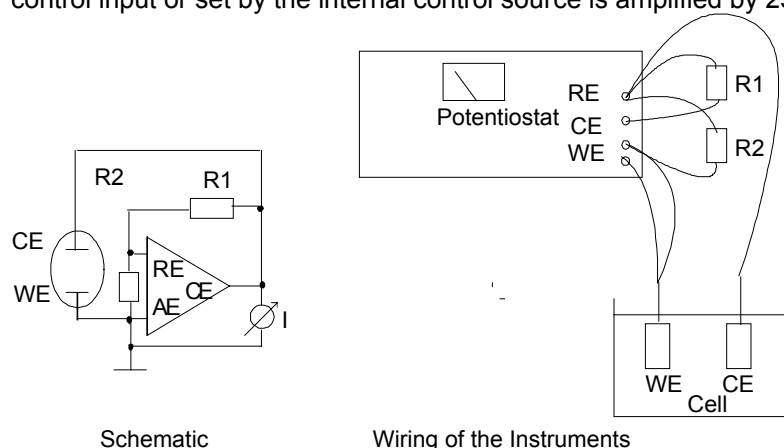 control input or set by the internal control source is amplified by
RE
R1
Potentiostat
CE
R2
WE
R2
R1
CE
RE
CE
WE
AE
I
WE
CE
Cell
Schematic
Wiring of the Instruments